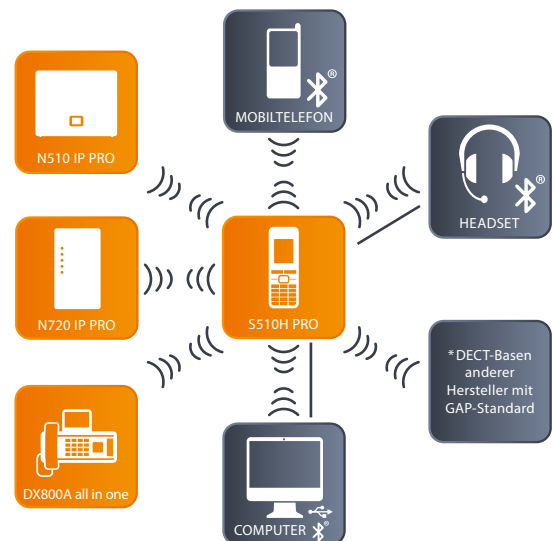 MOBILTELEFON
®
N510 IP PRO
®
HEADSET
N720 IP PRO
S510H PRO
*DECT-Basen
anderer
Hersteller mit
GAP-Standard
DX800A all in one
COMPUTER ®